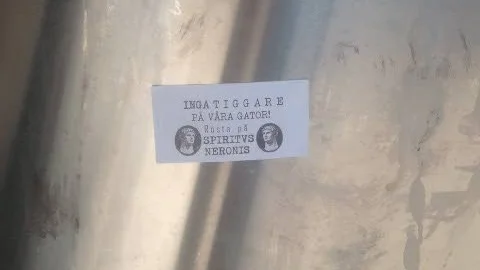 INGA TIGGARE
PÅ VÅRA GATOR!
Rösta på
SPIRITVS
NERONIS